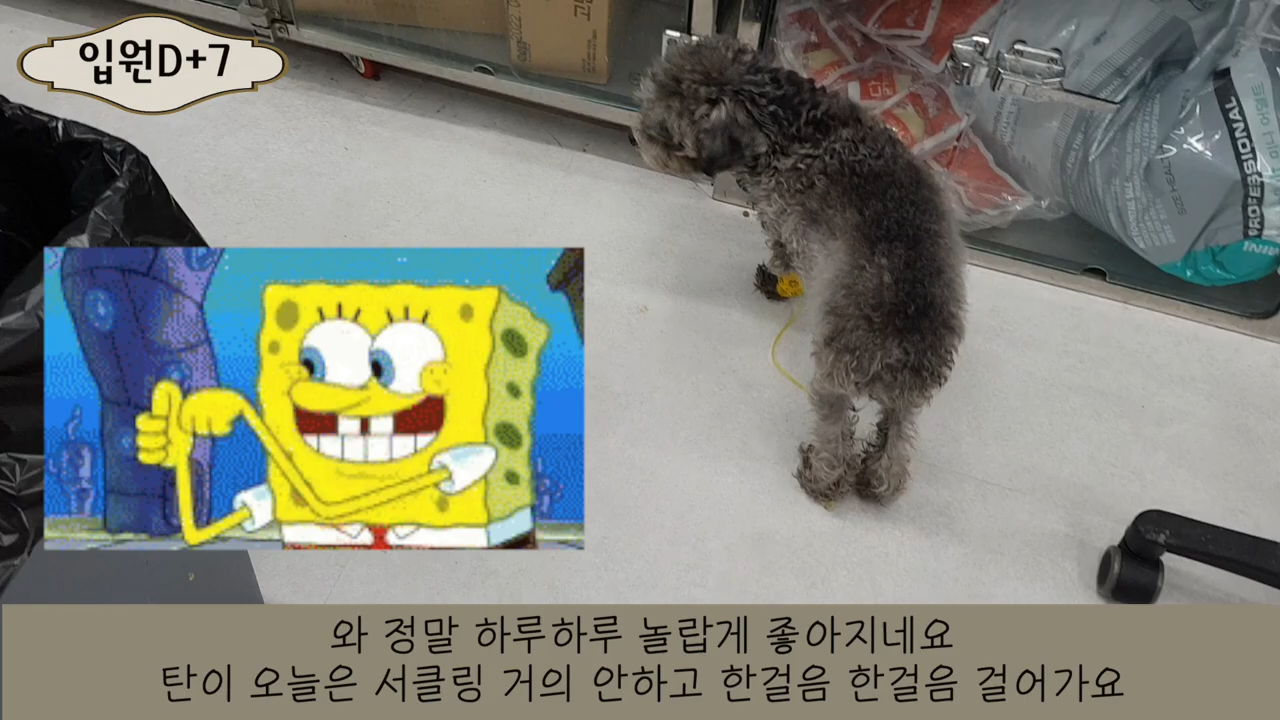 입원D+7
PROFESSIONAL
MINI
와 정말 하루하루 놀랍게 좋아지네요
탄이 오늘은 서클링 거의 안하고 한걸음 한걸음 걸어가요